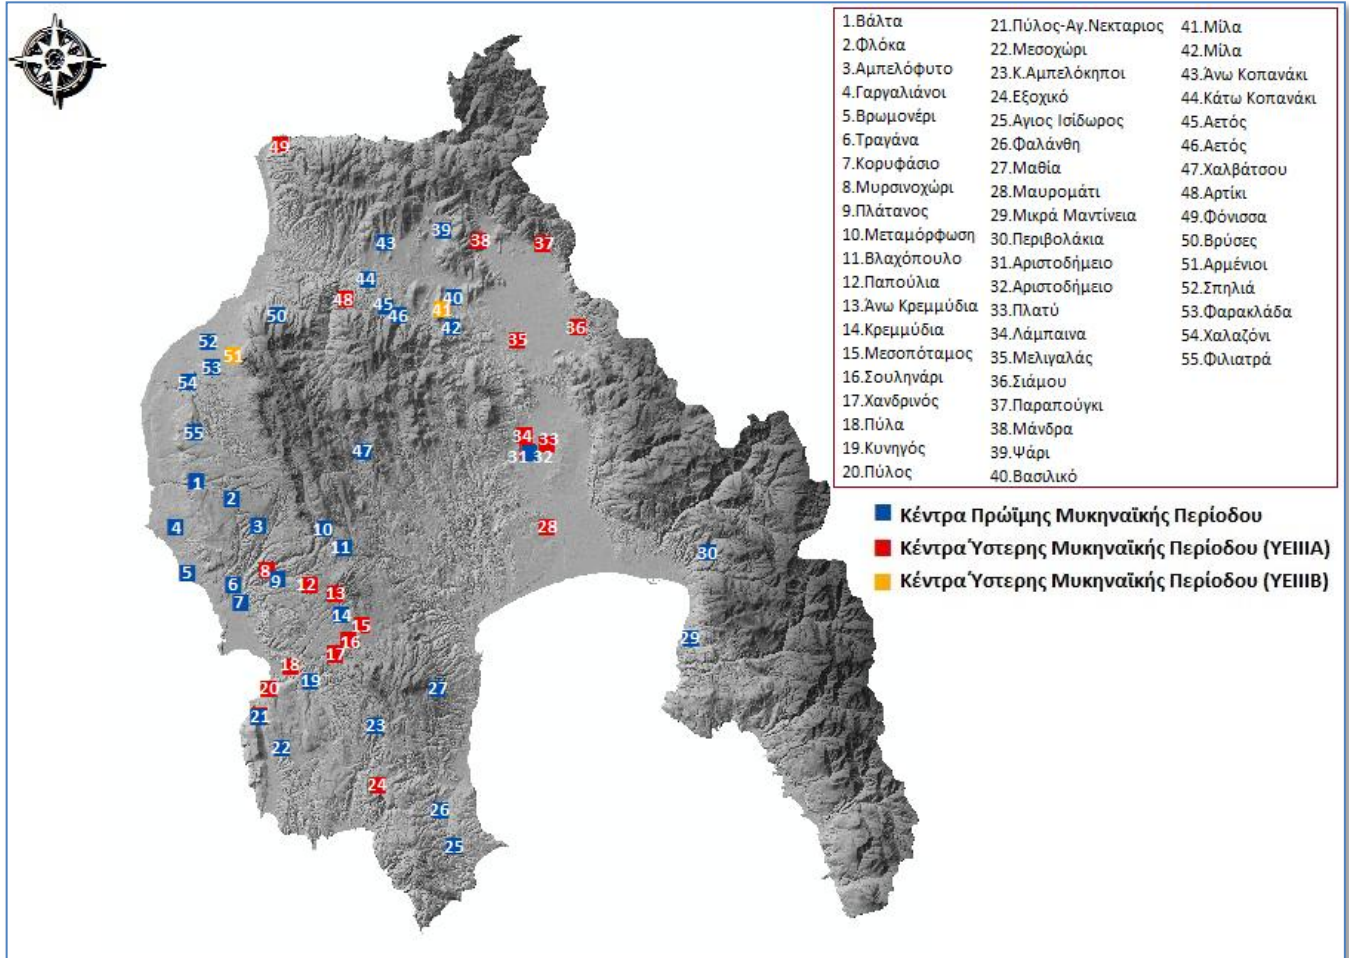 1.Βάλτα
2.Φλόκα
3.Αμπελόφυτο
4.Γαργαλιάνοι
5.Βρωμονέρι
6.Τραγάνα
7.Κορυφάσιο
8.Μυρσινοχώρι
9.Πλάτανος
10.Μεταμόρφωση
11.Βλαχόπουλο
12.Παπούλια
13.Άνω Κρεμμύδια
14.Κρεμμύδια
15.Μεσοπόταμος
16.Σουληνάρι
17.Χανδρινός
18.Πύλα
19.Κυνηγός
20.Πύλος
21.Πύλος-Αγ.Νεκταριος
22.Μεσοχώρι
23.Κ.Αμπελόκηποι
24.Εξοχικό
25.Αγιος Ισίδωρος
26.Φαλάνθη
27.Μαθία
28.Μαυρομάτι
29.Μικρά Μαντίνεια
30.Περιβολάκια
31.Αριστοδήμειο
32.Αριστοδήμειο
33.Πλατύ
34.Λάμπαινα
35.Μελιγαλάς
36.Σιάμου
37.Παραπούγκι
38.Μάνδρα
39.Ψάρι
40.Βασιλικό
41.Μίλα
42.Μίλα
43.Άνω Κοπανάκι
44.Κάτω Κοπανάκι
45.Αετός
46.Αετός
47.Χαλβάτσου
48.Αρτίκι
49.Φόνισσα
50.Βρύσες
51.Αρμένιοι
52.Σπηλιά
53.Φαρακλάδα
54.Χαλαζόνι
55.Φιλιατρά
Κέντρα Πρώϊμης Μυκηναϊκής Περίοδου
Κέντρα Ύστερης Μυκηναϊκής Περίοδου (ΥΕΙΙΙΑ)
Κέντρα Ύστερης Μυκηναϊκής Περίοδου (ΥΕΙΙΙΒ)
49
39
38
37
43
44
48
45
46
40
41
42
50
36
35
52
51
53
54
55
34
33
31
32
47
1
2
4
3
10
11
28
30
5
6
7
8
9
12
13
14
15
16
17
29
18
19
20
27
21
22
23
24
26
25